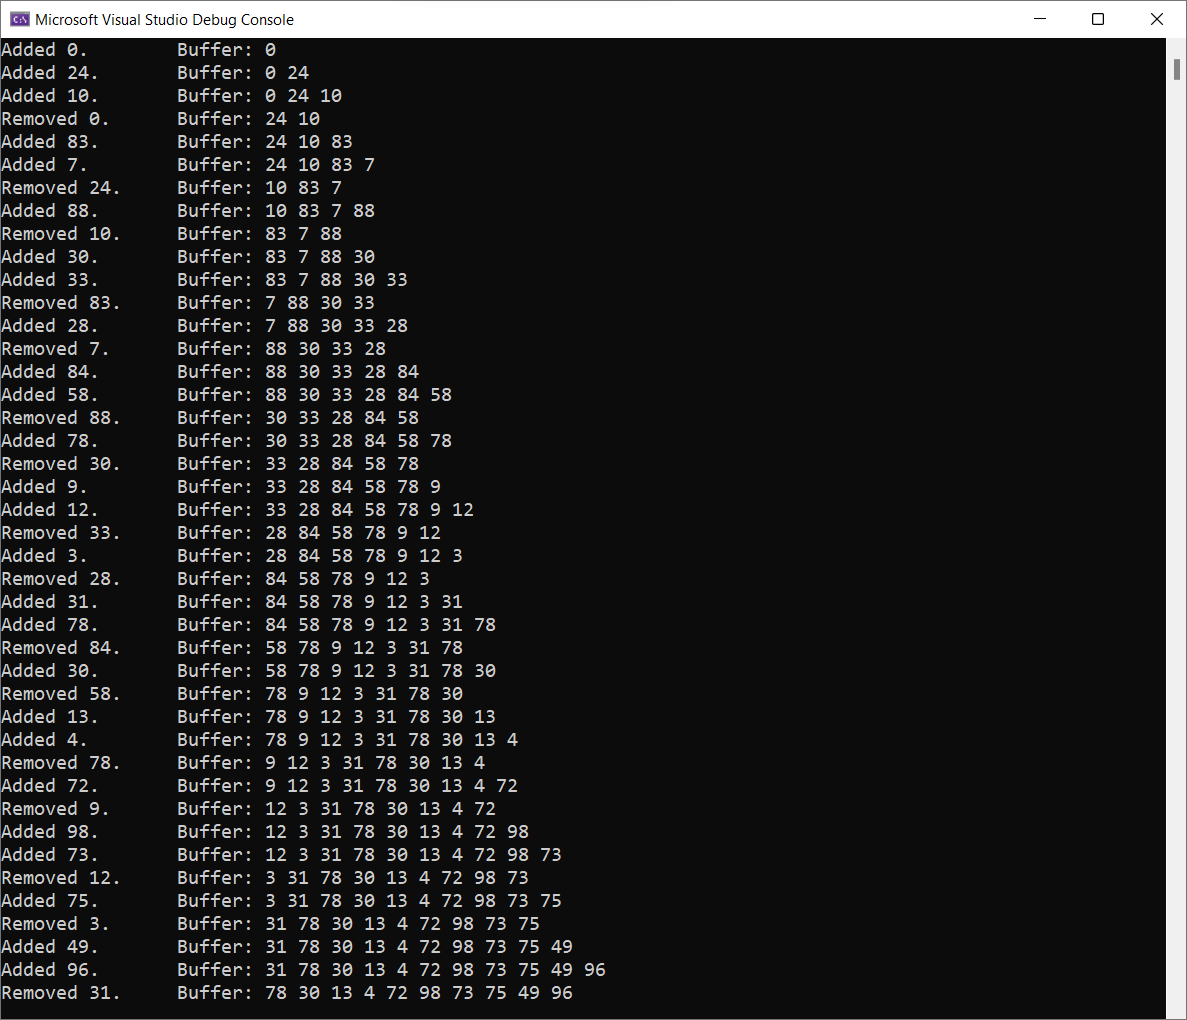 Microsoft Visual Studio Debug Console
Added 0. Buffer: 0
Added 24. Buffer: 0 24
Added 10. Buffer: 0 24 10
Removed 0. Buffer: 24 10
Added 83. Buffer: 24 10 83
Added 7. Buffer: 24 10 83 7
Removed 24. Buffer: 10 83 7
Added 88. Buffer: 10 83 7 88
Removed 10. Buffer: 83 7 88
Added 30. Buffer: 83 7 88 30
Added 33. Buffer: 83 7 88 30 33
Removed 83. Buffer: 7 88 30 33
Added 28. Buffer: 7 88 30 33 28
Removed 7. Buffer: 88 30 33 28
Added 84. Buffer: 88 30 33 28 84
Added 58. Buffer: 88 30 33 28 84 58
Removed 88. Buffer: 30 33 28 84 58
Added 78. Buffer: 30 33 28 84 58 78
Removed 30. Buffer: 33 28 84 58 78
Added 9. Buffer: 33 28 84 58 78 9
Added 12. Buffer: 33 28 84 58 78 9 12
Removed 33. Buffer: 28 84 58 78 9 12
Added 3. Buffer: 28 84 58 78 9 12 3
Removed 28. Buffer: 84 58 78 9 12 3
Added 31. Buffer: 84 58 78 9 12 3 31
Added 78. Buffer: 84 58 78 9 12 3 31 78
Removed 84. Buffer: 58 78 9 12 3 31 78
Added 30. Buffer: 58 78 9 12 3 31 78 30
Removed 58. Buffer: 78 9 12 3 31 78 30
Added 13. Buffer: 78 9 12 3 31 78 30 13
Added 4. Buffer: 78 9 12 3 31 78 30 13 4
Removed 78. Buffer: 9 12 3 31 78 30 13 4
Added 72. Buffer: 9 12 3 31 78 30 13 4 72
Removed 9. Buffer: 12 3 31 78 30 13 4 72
Added 98. Buffer: 12 3 31 78 30 13 4 72 98
Added 73. Buffer: 12 3 31 78 30 13 4 72 98 73
Removed 12. Buffer: 3 31 78 30 13 4 72 98 73
Added 75. Buffer: 3 31 78 30 13 4 72 98 73 75
Removed 3. Buffer: 31 78 30 13 4 72 98 73 75
Added 49. Buffer: 31 78 30 13 4 72 98 73 75 49
Added 96. Buffer: 31 78 30 13 4 72 98 73 75 49 96
Removed 31. Buffer: 78 30 13 4 72 98 73 75 49 96